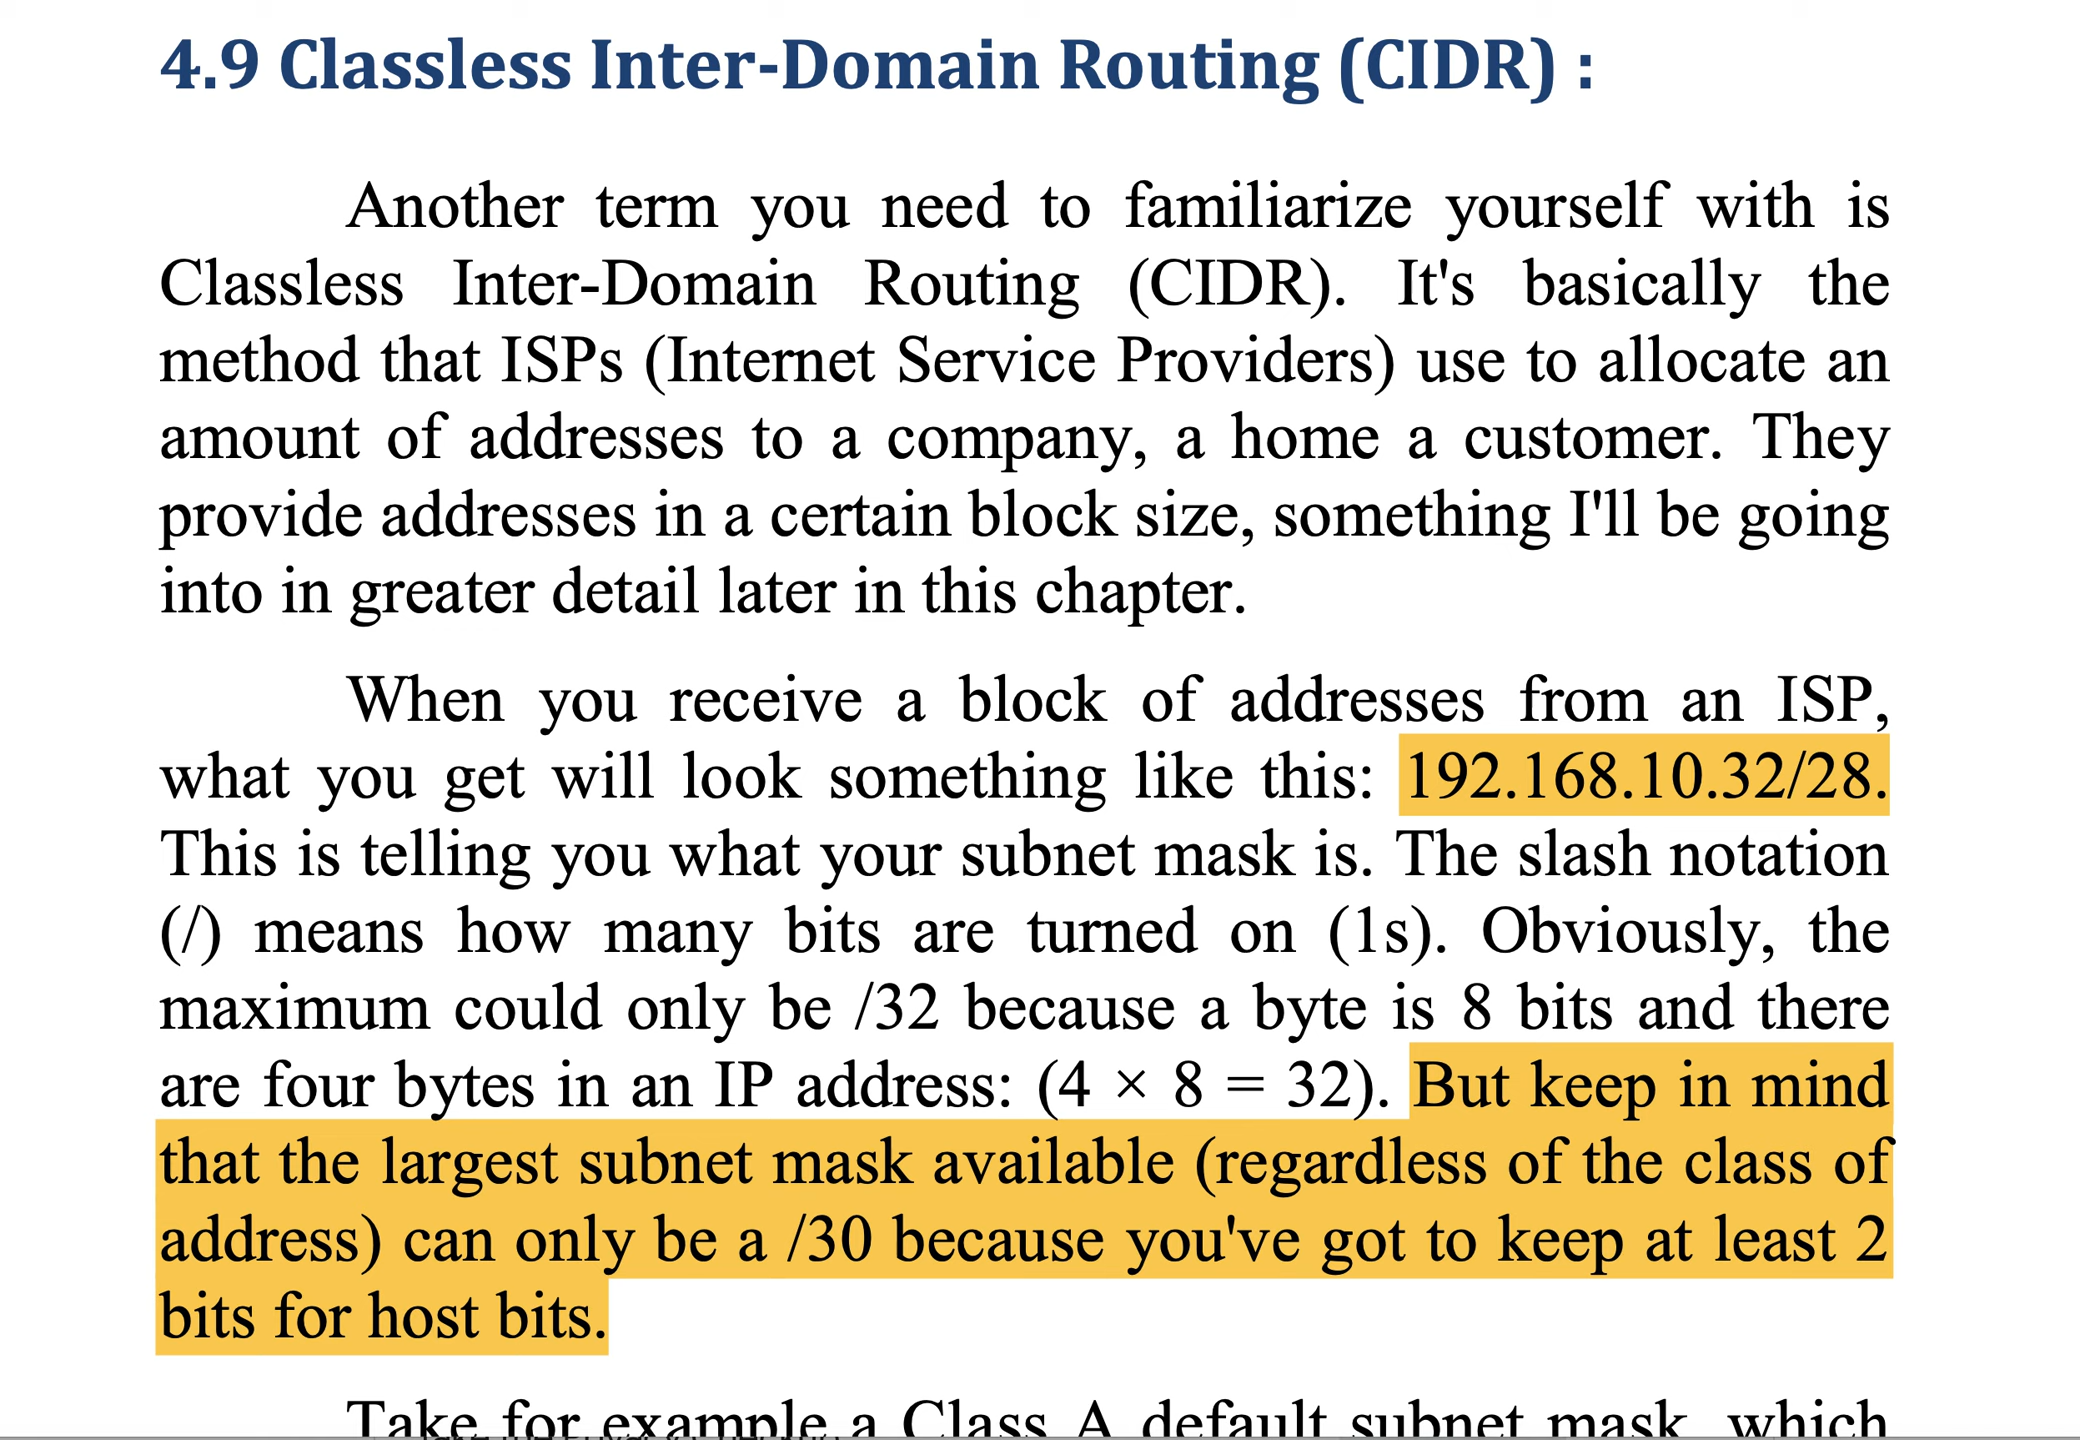 4.9 Classless Inter-Domain Routing (CIDR) :
Another term you need to familiarize yourself with is
Classless Inter-Domain Routing (CIDR). It's basically the
method that ISPs (Internet Service Providers) use to allocate an
amount of addresses to a company, a home a customer. They
provide addresses in a certain block size, something I'll be going
into in greater detail later in this chapter.
When you receive a block of addresses from an ISP,
what you get will look something like this: 192.168.10.32/28.
This is telling you what your subnet mask is. The slash notation
(/) means how many bits are turned on (1s). Obviously, the
maximum could only be /32 because a byte is 8 bits and there
are four bytes in an IP address: (4 × 8 = 32). But keep in mind
that the largest subnet mask available (regardless of the class of
address) can only be a /30 because you've got to keep at least 2
bits for host bits.
Take for example a Class A default subnet mask, which